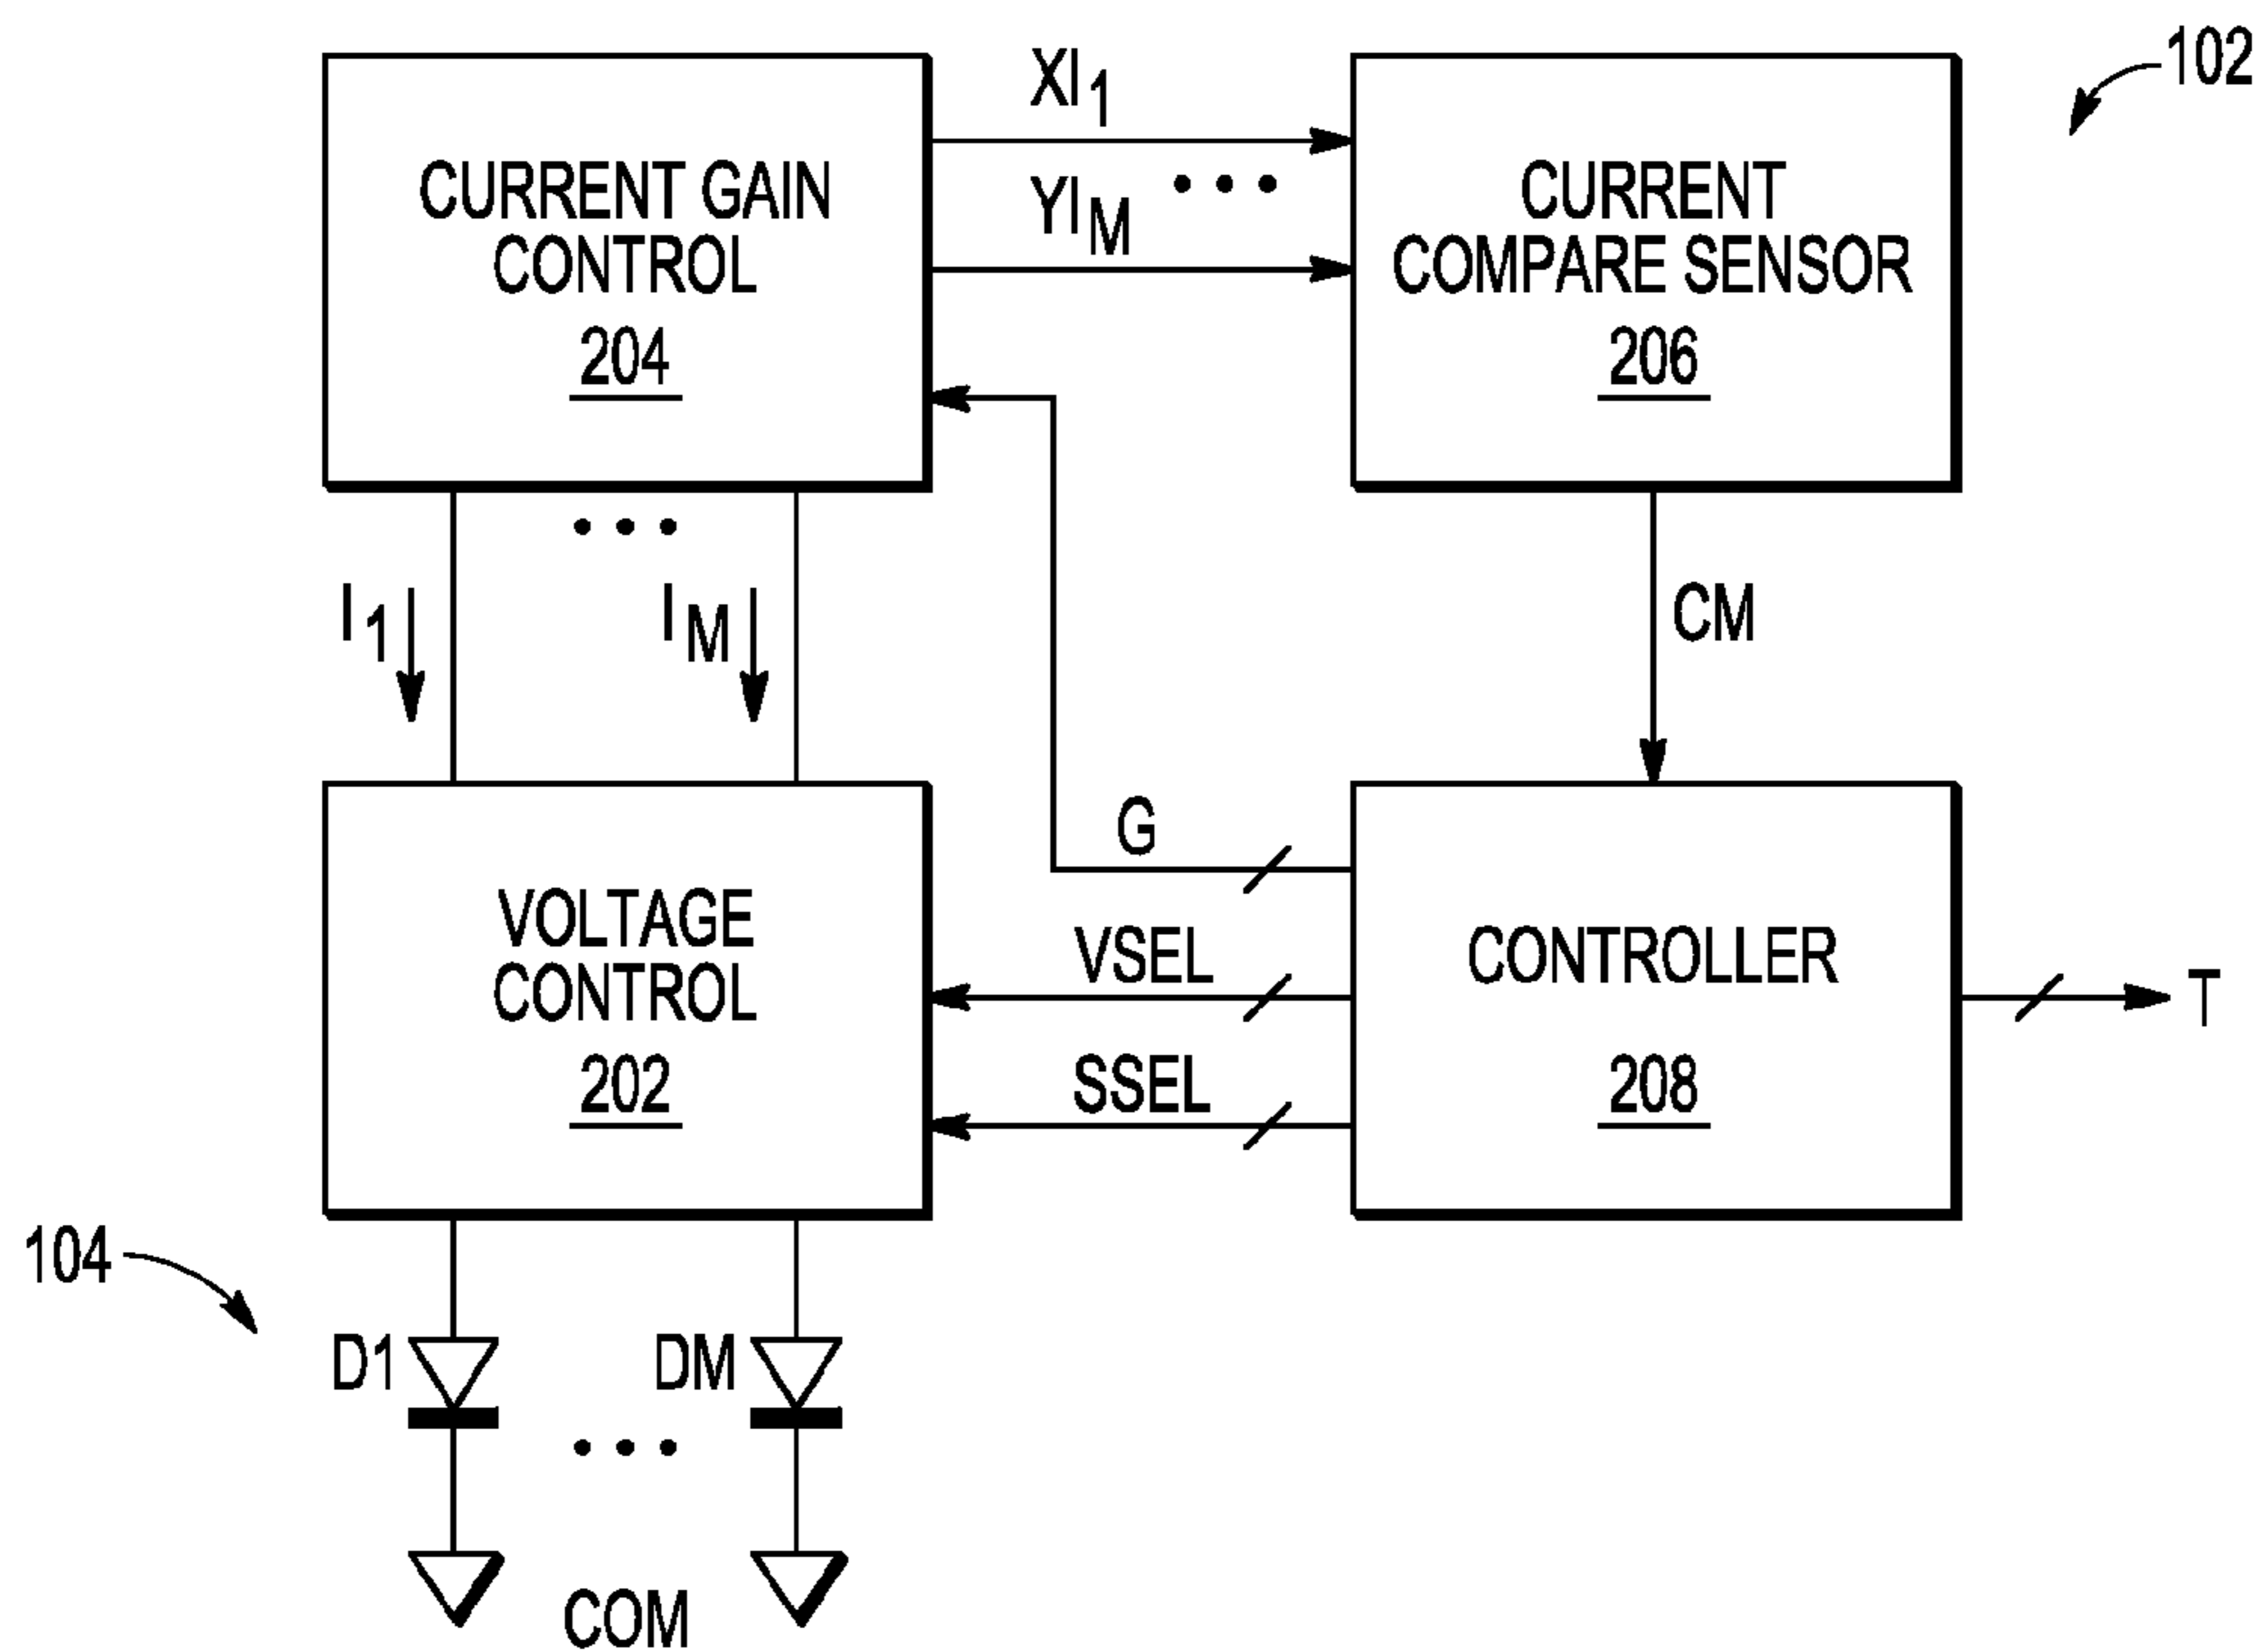 102
XI1
CURRENT GAIN
CONTROL
204
YIM
CURRENT
COMPARE SENSOR
206
I1
IM
CM
G
VOLTAGE
CONTROL
202
VSEL
SSEL
CONTROLLER
208
T
104
D1
DM
COM